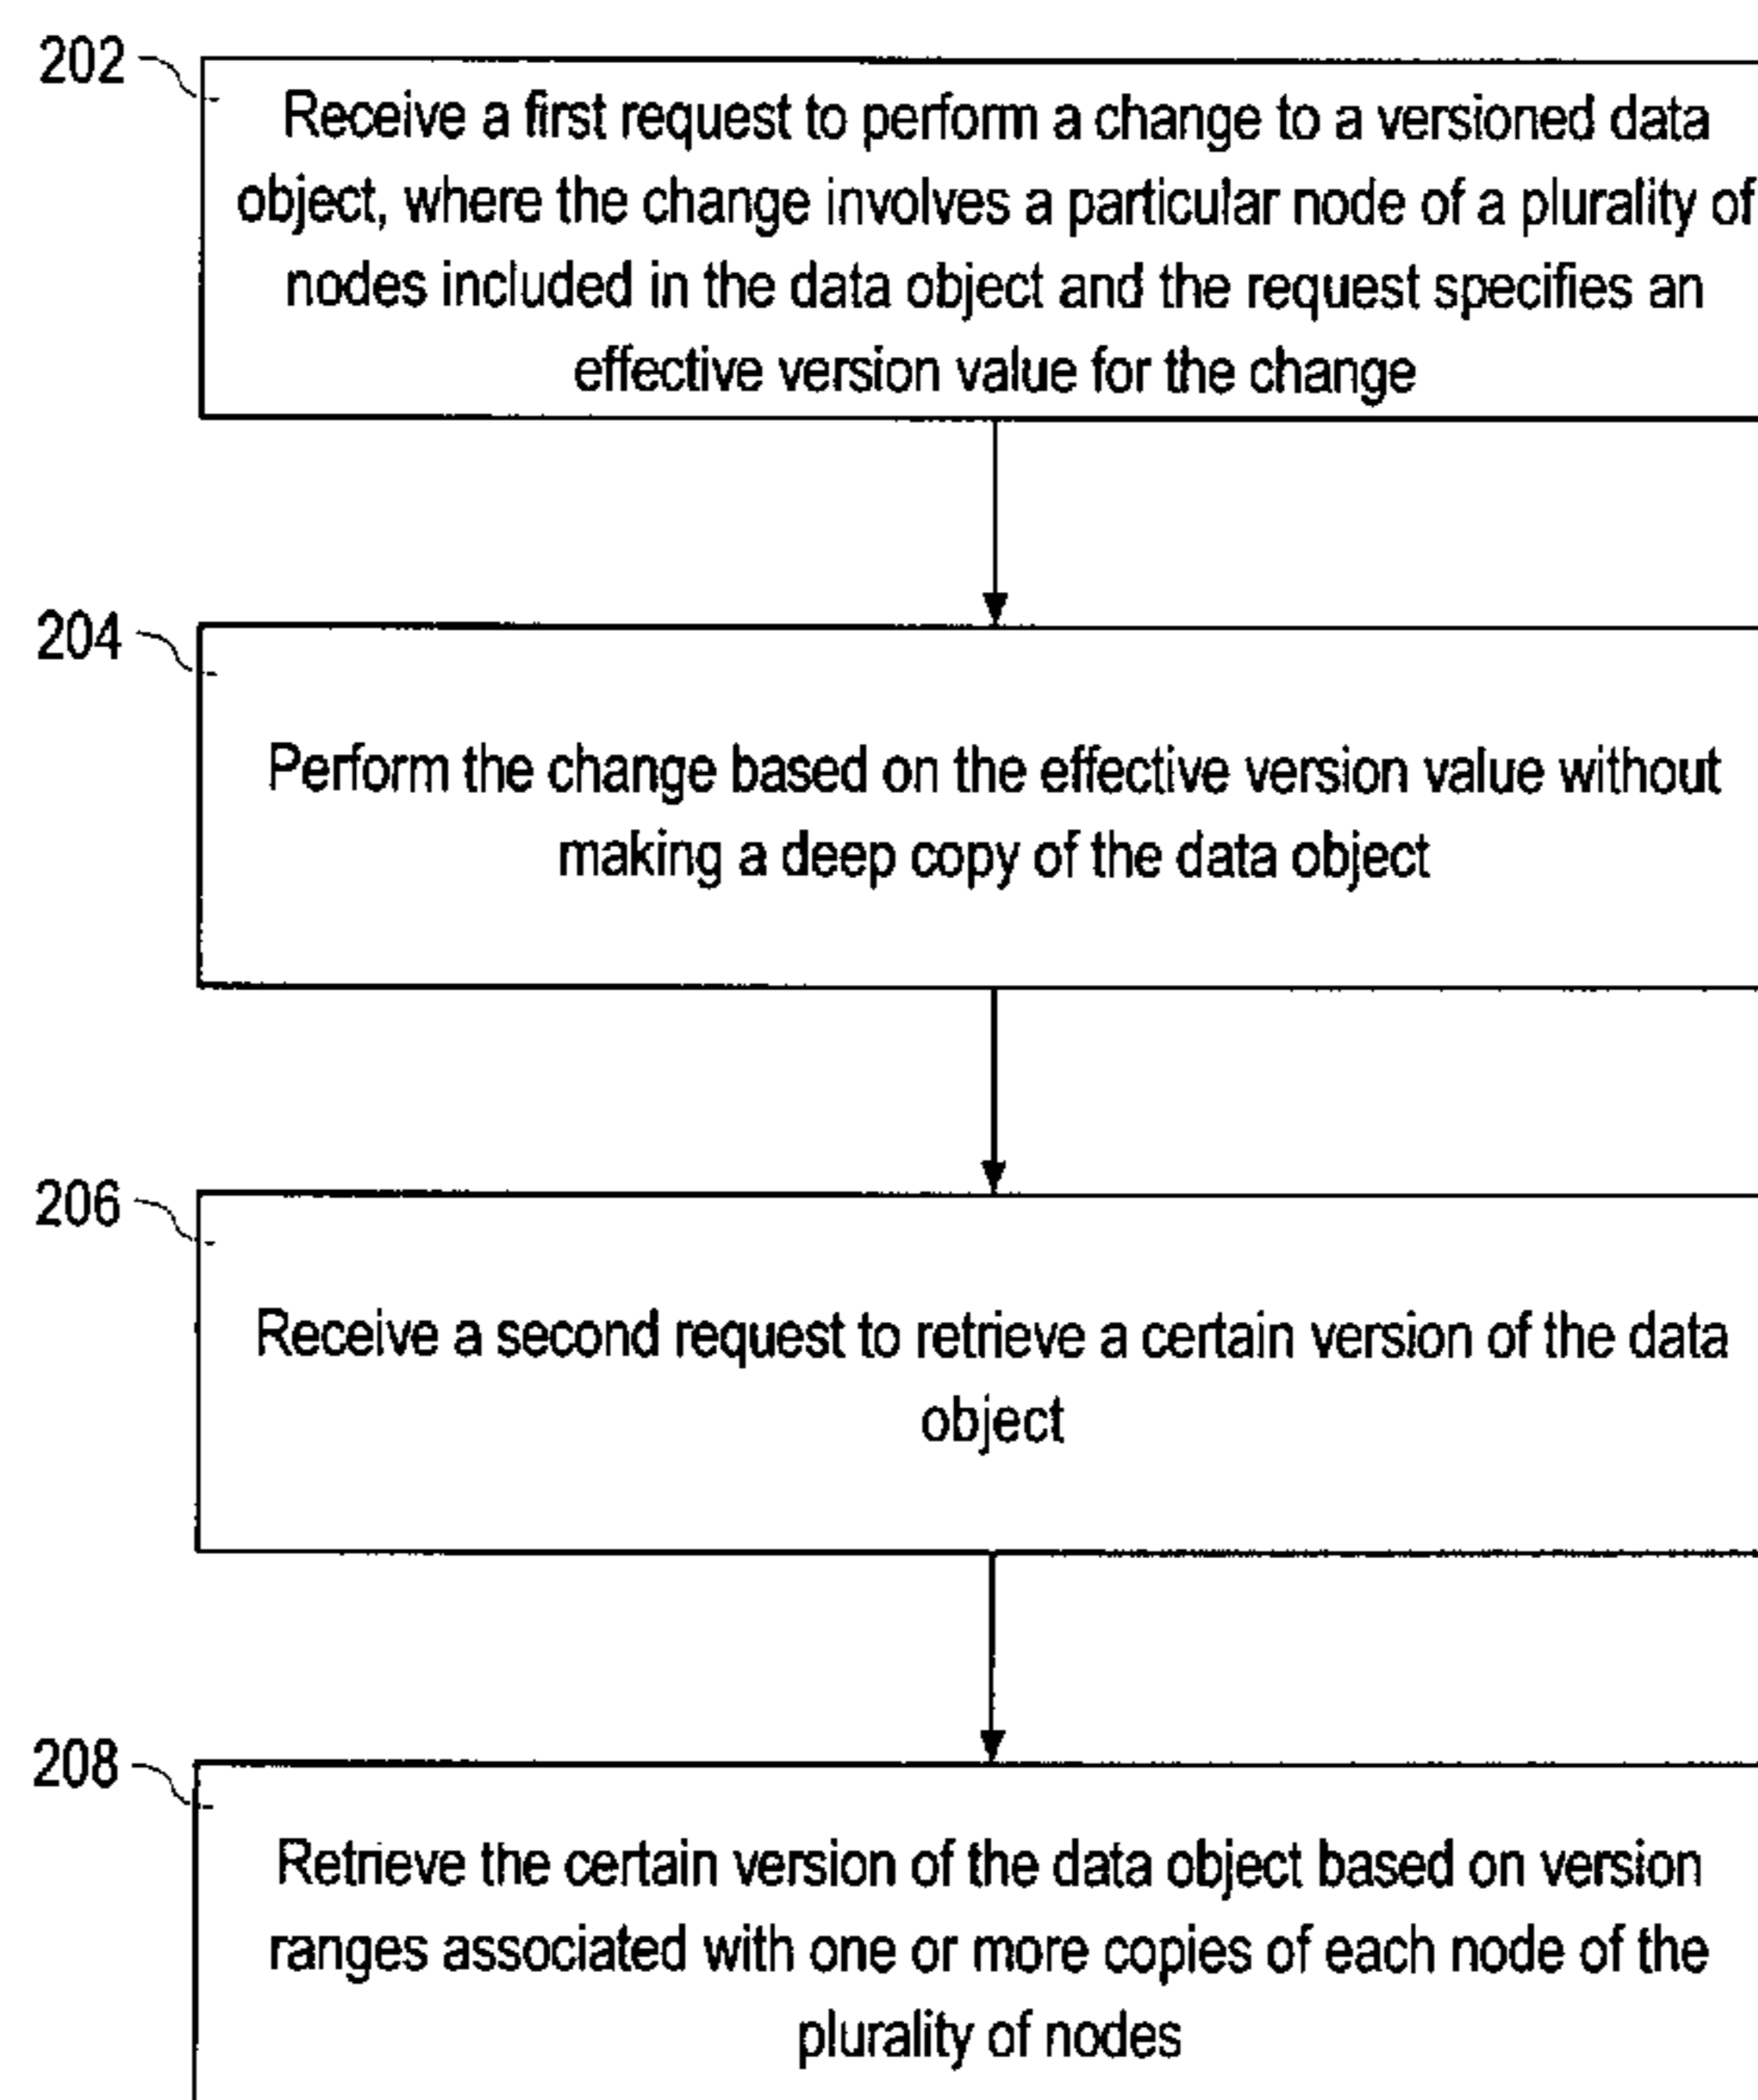 202
Receive a first request to perform a change to a versioned data
object, where the change involves a particular node of a plurality of
nodes included in the data object and the request specifies an
effective version value for the change
204
Perform the change based on the effective version value without
making a deep copy of the data object
206
Receive a second request to retrieve a certain version of the data
object
208
Retrieve the certain version of the data object based on version
ranges associated with one or more copies of each node of the
plurality of nodes